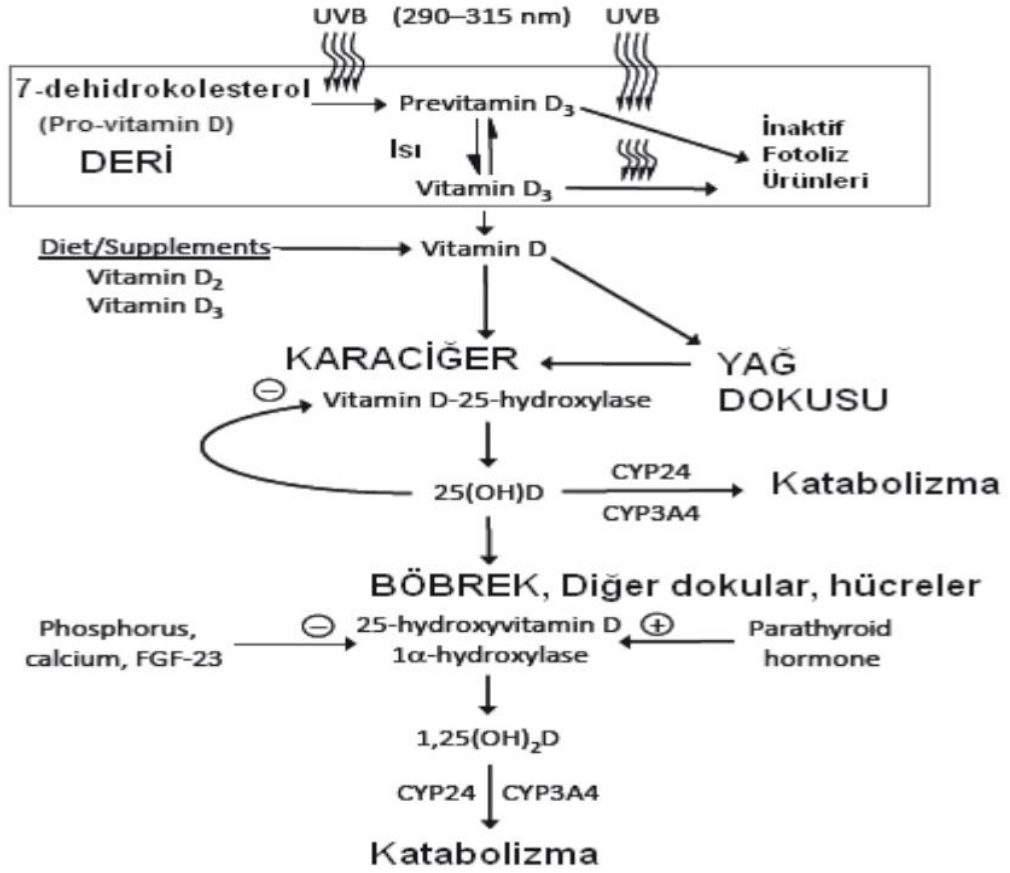 UVB (290–315 nm) UVB
7-dehidrokolesterol
(Pro-vitamin D)
DERİ
Previtamin D₃
Isı
Vitamin D₃
İnaktif
Fotoliz
Ürünleri
Diet/Supplements
Vitamin D₂
Vitamin D₃
Vitamin D
KARACİĞER
YAĞ
DOKUSU
⊖ Vitamin D-25-hydroxylase
25(OH)D
CYP24
CYP3A4
Katabolizma
BÖBREK, Diğer dokular, hücreler
Phosphorus,
calcium, FGF-23
⊖ 25-hydroxyvitamin D ⊕
1α-hydroxylase
Parathyroid
hormone
1,25(OH)₂D
CYP24 CYP3A4
Katabolizma